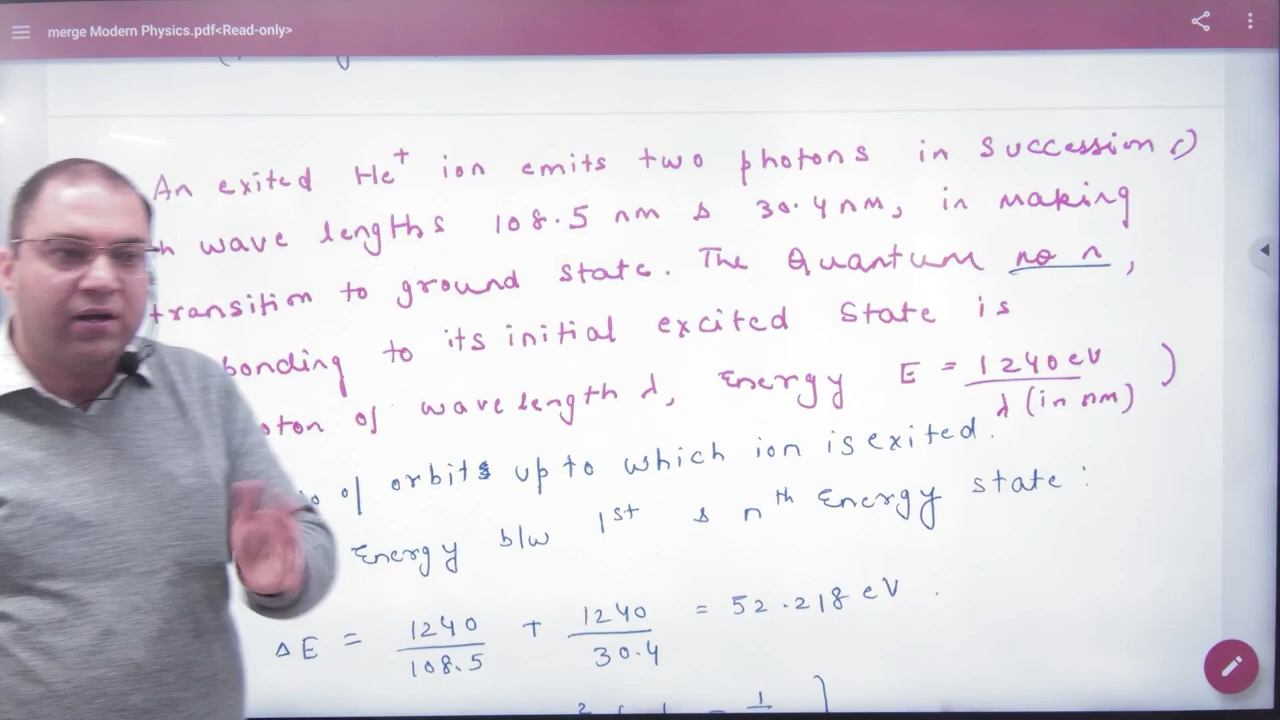 merge Modern Physics.pdf<Read-only>
An exited He+ ion emits two photons in succession
wave lengths 108.5 nm & 30.4 nm, in making
transition to ground state. The Quantum no n,
ponding to its initial excited state is
oton of wavelength λ, Energy E = 1240 eV / λ (in nm) )
of orbits up to which ion is exited.
Energy b/w 1st & nth Energy state :
ΔE = 1240/108.5 + 1240/30.4 = 52.218 eV .